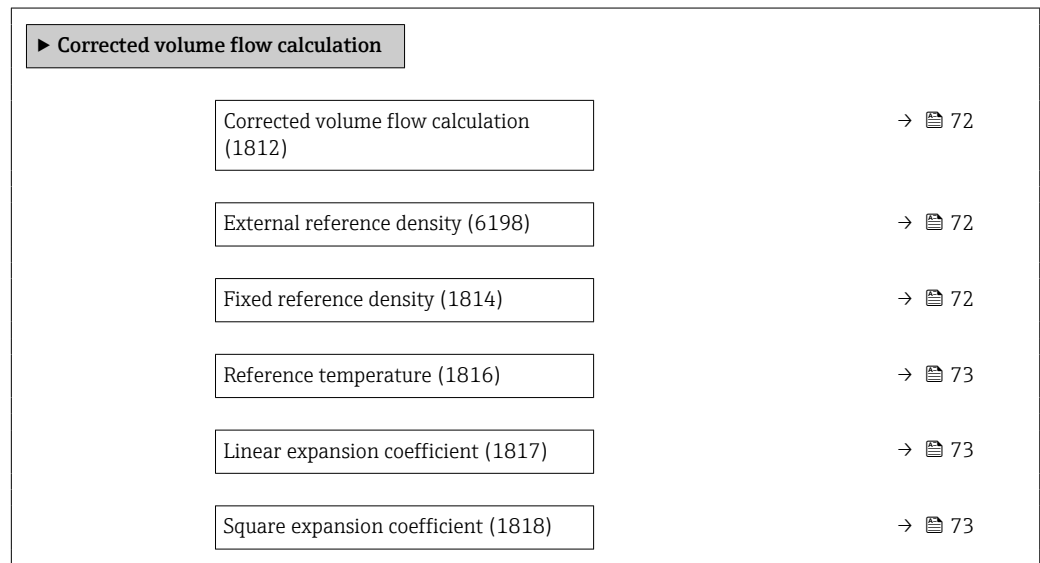 ▶ Corrected volume flow calculation
Corrected volume flow calculation → 72
(1812)
External reference density (6198) → 72
Fixed reference density (1814) → 72
Reference temperature (1816) → 73
Linear expansion coefficient (1817) → 73
Square expansion coefficient (1818) → 73